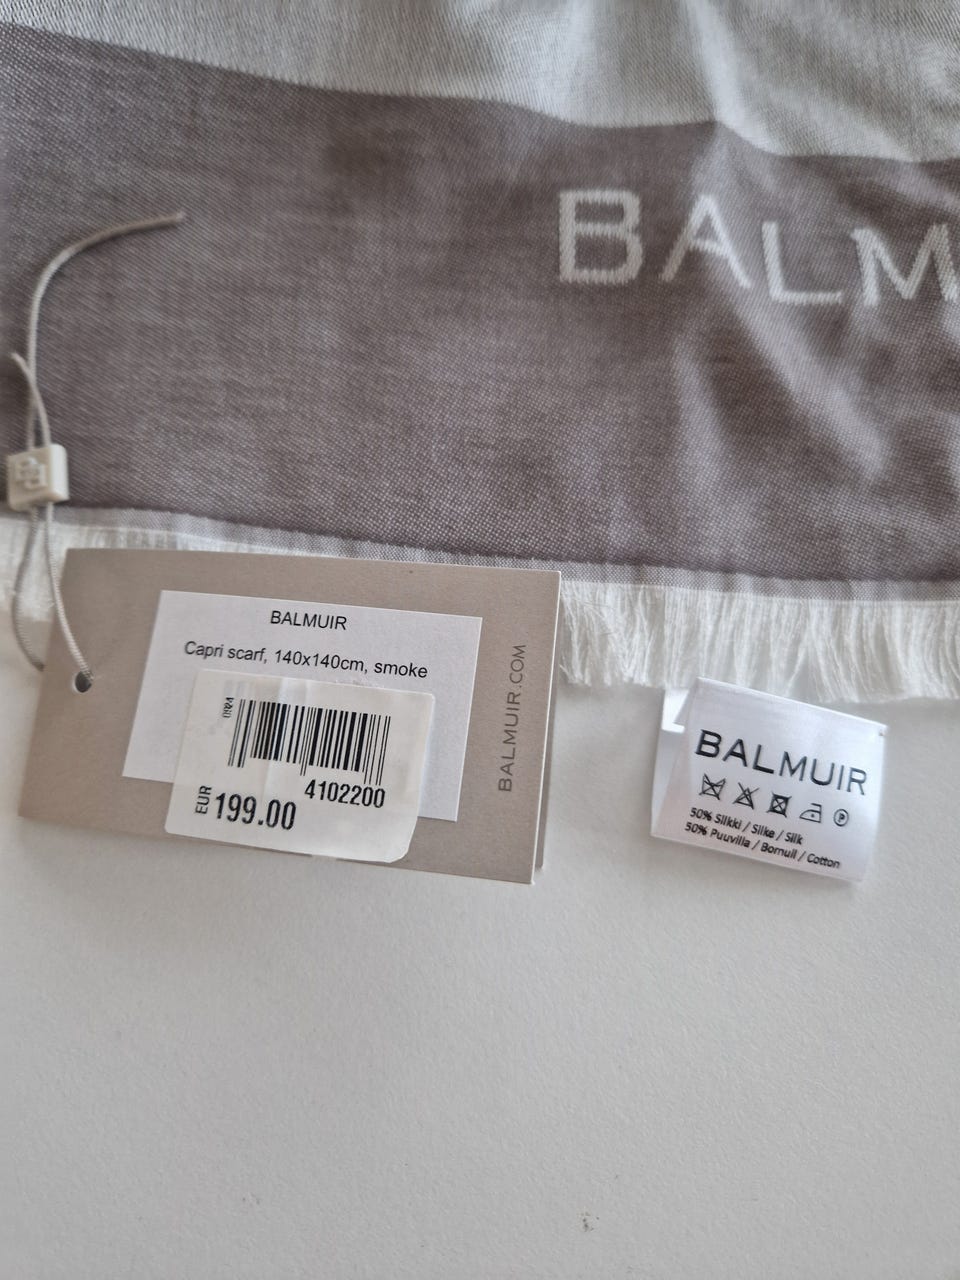 BALM
BALMUIR
Capri scarf, 140x140cm, smoke
0924
4102200
EUR 199.00
BALMUIR.COM
BALMUIR
50% Silkki / Silke / Silk
50% Puuvilla / Bomull / Cotton